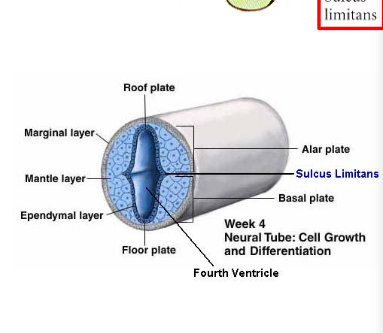 sulcus
limitans
Roof plate
Marginal layer
Alar plate
Mantle layer
Sulcus Limitans
Basal plate
Ependymal layer
Week 4
Neural Tube: Cell Growth
and Differentiation
Floor plate
Fourth Ventricle